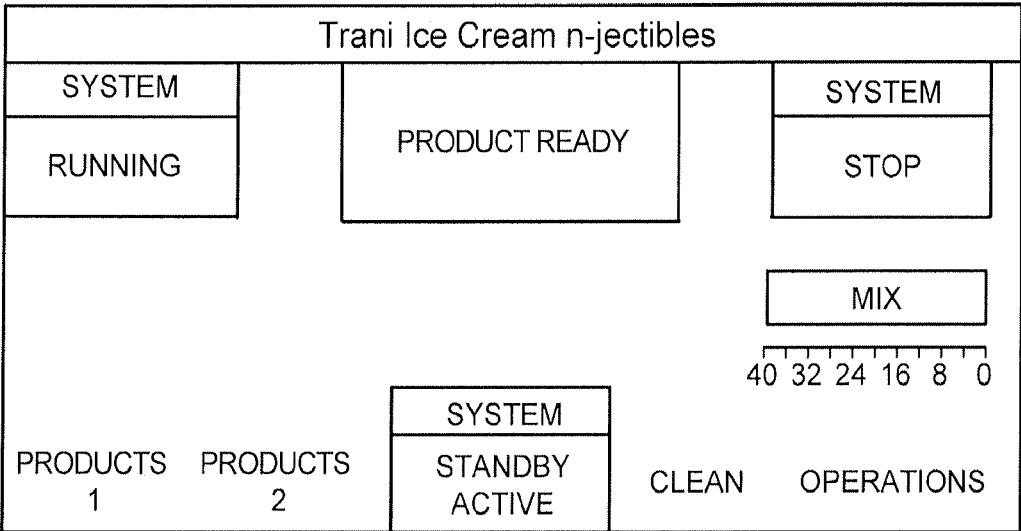 Trani Ice Cream n-jectibles
SYSTEM
RUNNING
PRODUCT READY
SYSTEM
STOP
MIX
40 32 24 16 8 0
PRODUCTS
1
PRODUCTS
2
SYSTEM
STANDBY
ACTIVE
CLEAN
OPERATIONS